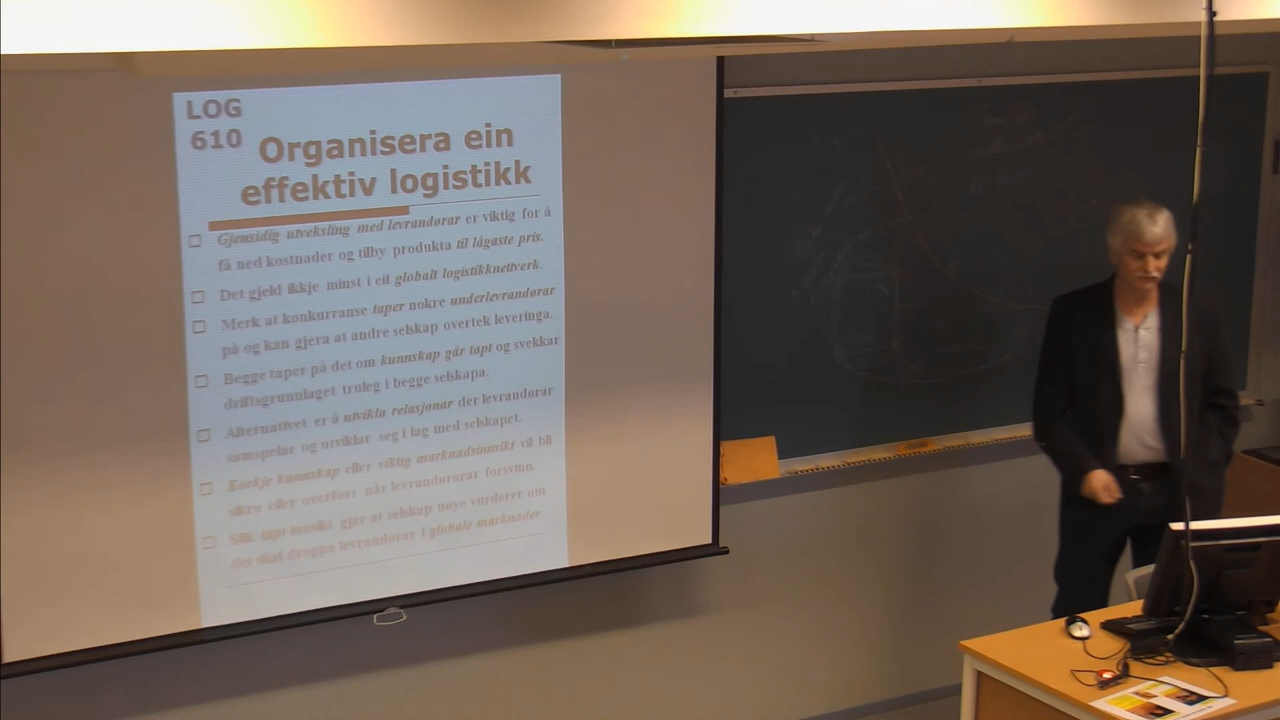 LOG
610
Organisera ein
effektiv logistikk
Gjensidig utveksling med levrandørar er viktig for å
få ned kostnader og tilby produkta til lågaste pris.
Det gjeld ikkje minst i eit globalt logistikknettverk.
Merk at konkurranse taper nokre underlevrandørar
på og kan gjera at andre selskap overtek leveringa.
Begge taper på det om kunnskap går tapt og svekkar
driftsgrunnlaget truleg i begge selskapa.
Alternativet er å utvikla relasjonar der levrandørar
samspelar og utviklar seg i lag med selskapet.
Korkje kunnskap eller viktig marknadsinnsikt vil bli
sikra eller overført når levrandørarar forsvinn.
Slik tapt innsikt gjer at selskap nøye vurderer om
dei skal droppa levrandørar i globale marknader